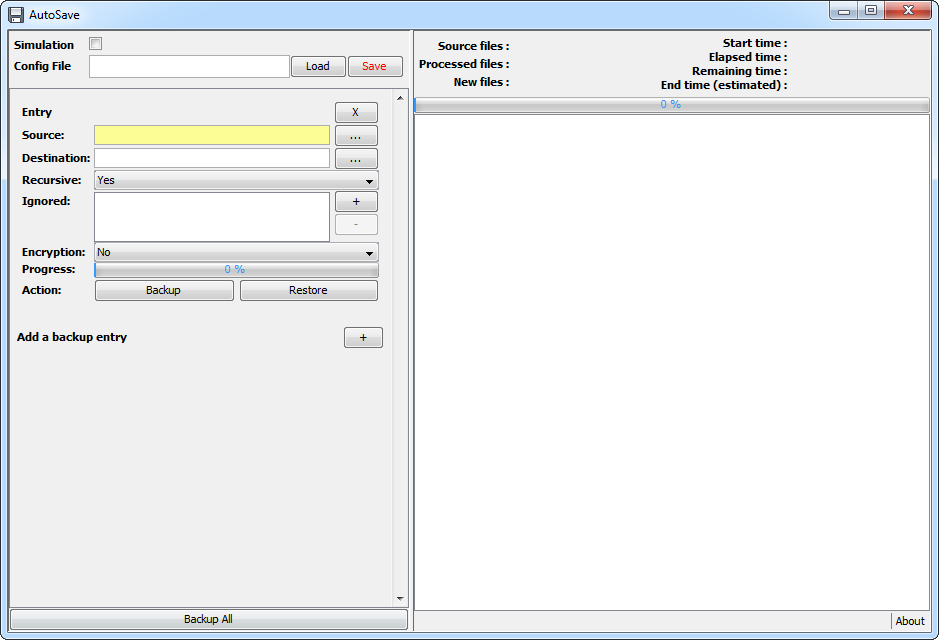 AutoSave
Simulation
Config File
Load
Save
Entry
X
Source:
...
Destination:
...
Recursive:
Yes
Ignored:
+
-
Encryption:
No
Progress:
0 %
Action:
Backup
Restore
Add a backup entry
+
Backup All
Source files :
Processed files :
New files :
Start time :
Elapsed time :
Remaining time :
End time (estimated) :
0 %
About